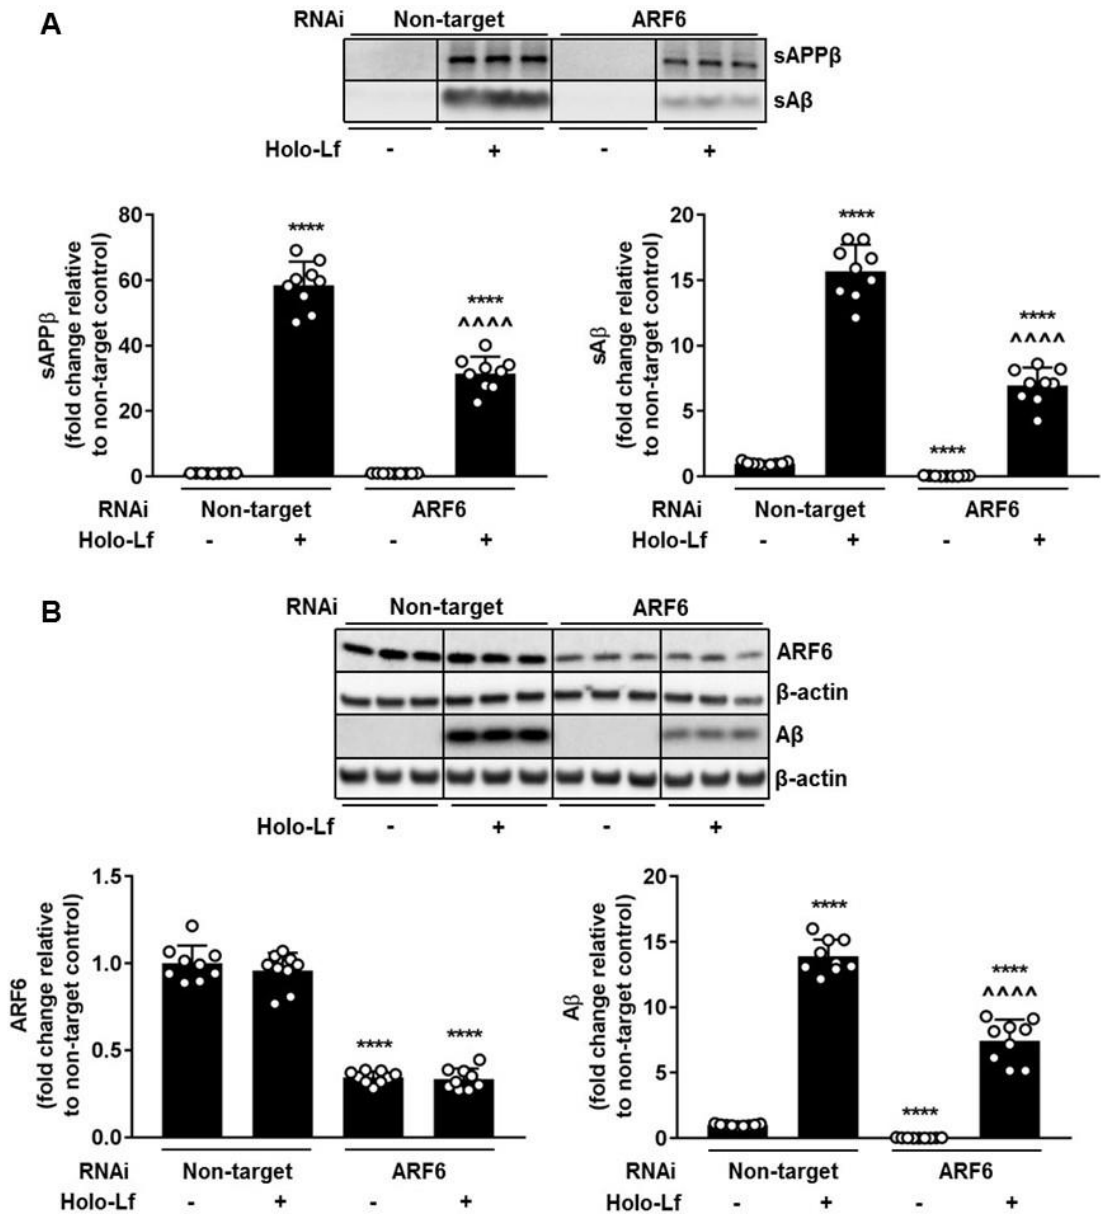 A
RNAi Non-target ARF6
sAPPβ
sAβ
Holo-Lf - + - +
sAPPβ
(fold change relative
to non-target control)
80
60
40
20
0
****
****
^^^^
RNAi Non-target ARF6
Holo-Lf - + - +
sAβ
(fold change relative
to non-target control)
20
15
10
5
0
****
****
****
^^^^
RNAi Non-target ARF6
Holo-Lf - + - +
B
RNAi Non-target ARF6
ARF6
β-actin
Aβ
β-actin
Holo-Lf - + - +
ARF6
(fold change relative
to non-target control)
1.5
1.0
0.5
0.0
****
****
RNAi Non-target ARF6
Holo-Lf - + - +
Aβ
(fold change relative
to non-target control)
20
15
10
5
0
****
****
****
^^^^
RNAi Non-target ARF6
Holo-Lf - + - +